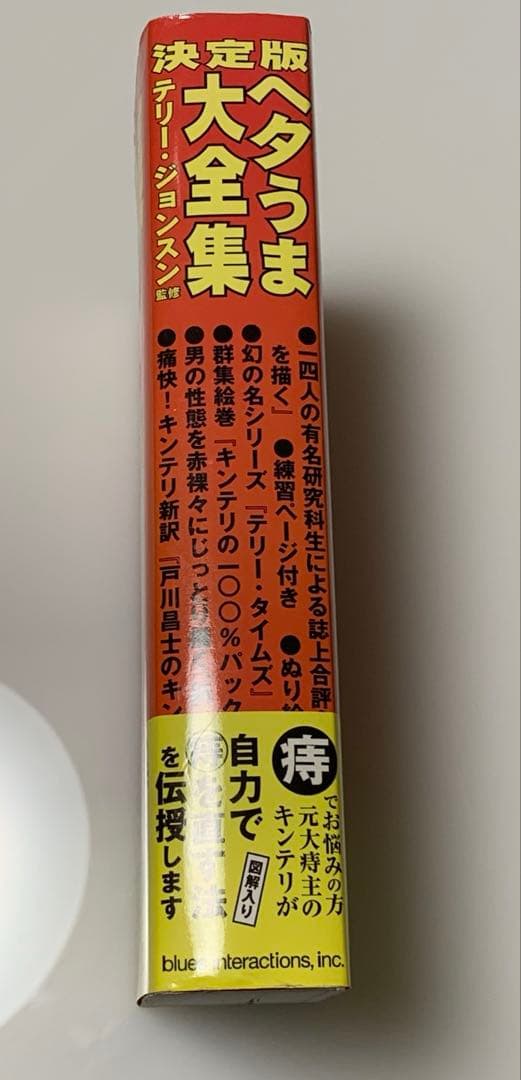 決定版
ヘタうま
大全集
テリー・ジョンスン 監修
●一四人の有名研究科生による誌上合評
を描く』 ●練習ページ付き ●ぬり
●幻の名シリーズ『テリー・タイムズ』
●群集絵巻『キンテリの一〇〇%パック
●男の性態を赤裸々にじっとり
●痛快!キンテリ新訳『戸川昌士のキン
痔でお悩みの方
元大痔主の
キンテリが
自力で 図解入り
痔を直す法
を伝授します
blues interactions, inc.